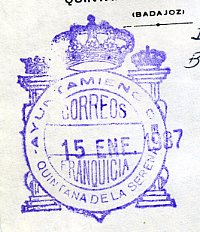 (BADAJOZ)
AYUNTAMIENTO
CORREOS
15 ENE. 1987
FRANQUICIA
QUINTANA DE LA SERENA